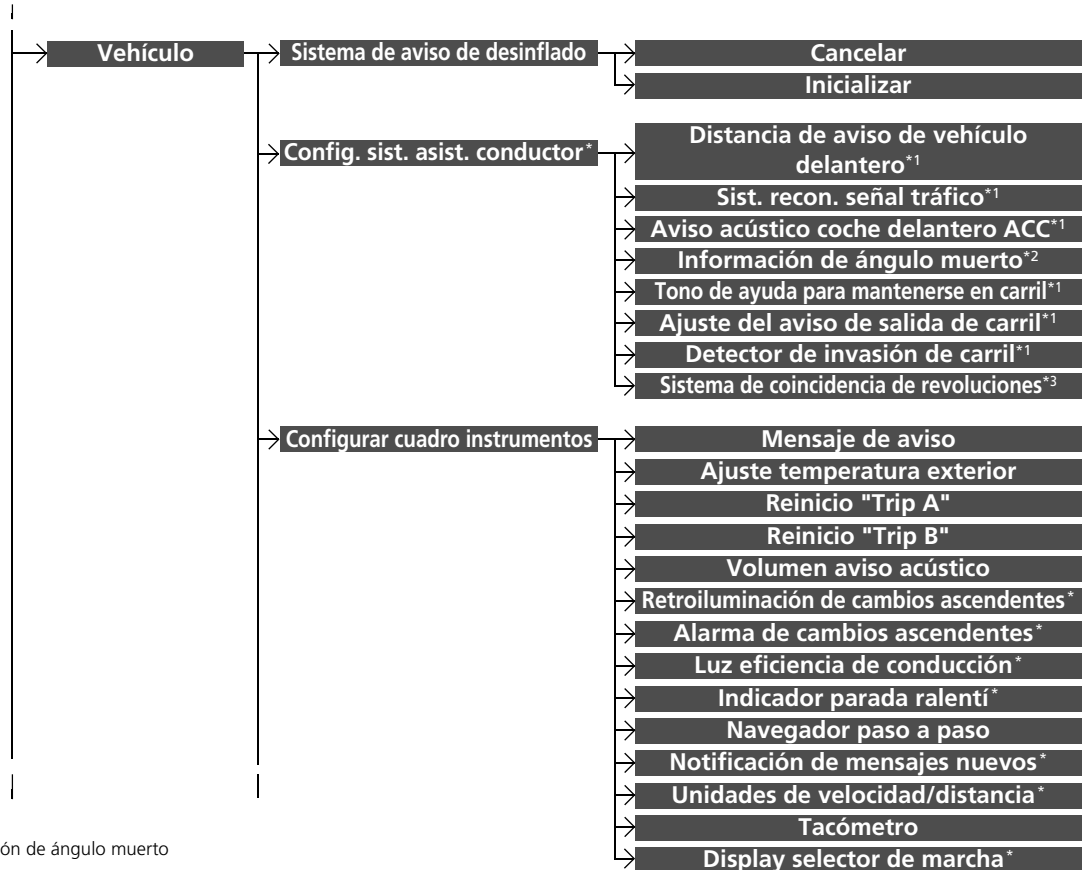 Vehículo
Sistema de aviso de desinflado
Cancelar
Inicializar
Config. sist. asist. conductor*
Distancia de aviso de vehículo
delantero*1
Sist. recon. señal tráfico*1
Aviso acústico coche delantero ACC*1
Información de ángulo muerto*2
Tono de ayuda para mantenerse en carril*1
Ajuste del aviso de salida de carril*1
Detector de invasión de carril*1
Sistema de coincidencia de revoluciones*3
Configurar cuadro instrumentos
Mensaje de aviso
Ajuste temperatura exterior
Reinicio "Trip A"
Reinicio "Trip B"
Volumen aviso acústico
Retroiluminación de cambios ascendentes*
Alarma de cambios ascendentes*
Luz eficiencia de conducción*
Indicador parada ralentí*
Navegador paso a paso
Notificación de mensajes nuevos*
Unidades de velocidad/distancia*
Tacómetro
Display selector de marcha*
ón de ángulo muerto